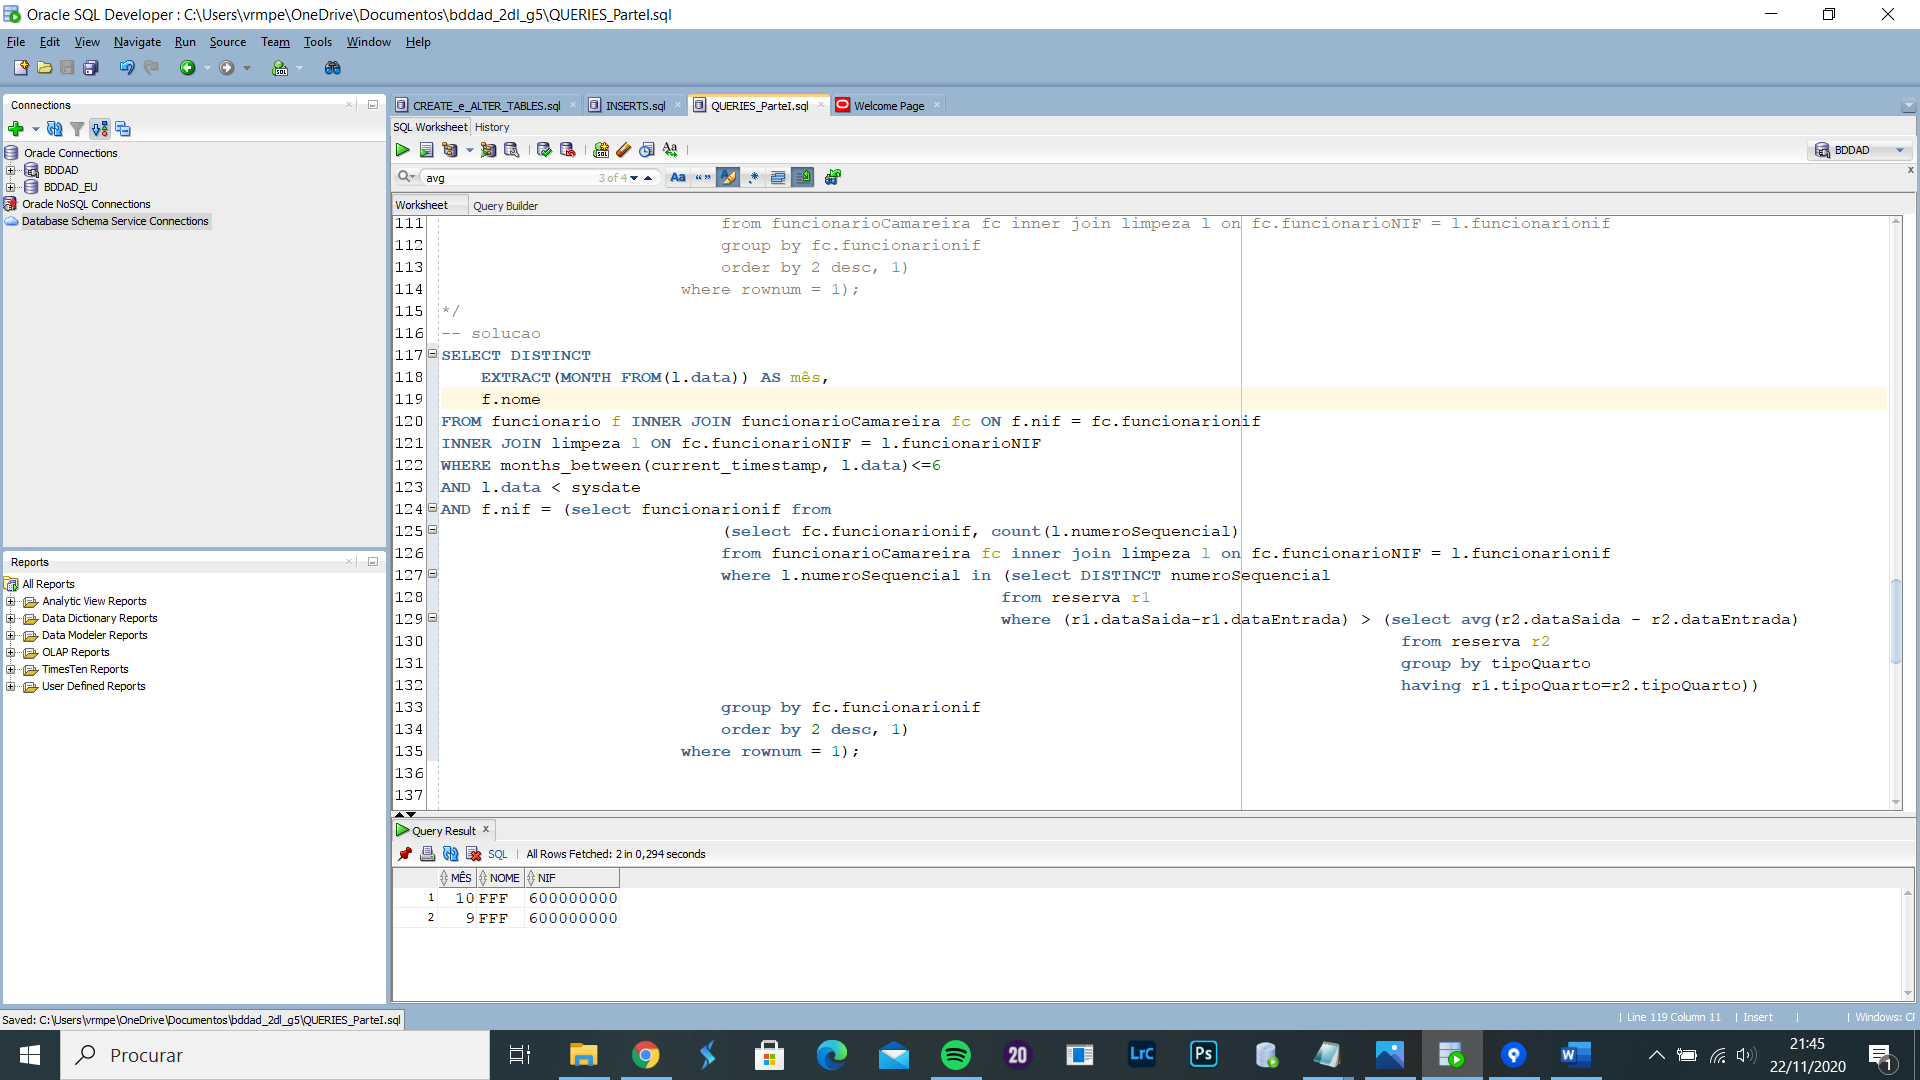 Oracle SQL Developer : C:\Users\vrmpe\OneDrive\Documentos\bddad_2dl_g5\QUERIES_ParteI.sql
File Edit View Navigate Run Source Team Tools Window Help
Connections
Oracle Connections
BDDAD
BDDAD_EU
Oracle NoSQL Connections
Database Schema Service Connections
Reports
All Reports
Analytic View Reports
Data Dictionary Reports
Data Modeler Reports
OLAP Reports
TimesTen Reports
User Defined Reports
CREATE_e_ALTER_TABLES.sql INSERTS.sql QUERIES_ParteI.sql Welcome Page
SQL Worksheet History
BDDAD
avg 3 of 4
Worksheet Query Builder
111 from funcionarioCamareira fc inner join limpeza l on fc.funcionarioNIF = l.funcionarionif
112 group by fc.funcionarionif
113 order by 2 desc, 1)
114 where rownum = 1);
115 */
116 -- solucao
117 SELECT DISTINCT
118 EXTRACT(MONTH FROM(l.data)) AS mês,
119 f.nome
120 FROM funcionario f INNER JOIN funcionarioCamareira fc ON f.nif = fc.funcionarionif
121 INNER JOIN limpeza l ON fc.funcionarioNIF = l.funcionarioNIF
122 WHERE months_between(current_timestamp, l.data)<=6
123 AND l.data < sysdate
124 AND f.nif = (select funcionarionif from
125 (select fc.funcionarionif, count(l.numeroSequencial)
126 from funcionarioCamareira fc inner join limpeza l on fc.funcionarioNIF = l.funcionarionif
127 where l.numeroSequencial in (select DISTINCT numeroSequencial
128 from reserva r1
129 where (r1.dataSaida-r1.dataEntrada) > (select avg(r2.dataSaida - r2.dataEntrada)
130 from reserva r2
131 group by tipoQuarto
132 having r1.tipoQuarto=r2.tipoQuarto))
133 group by fc.funcionarionif
134 order by 2 desc, 1)
135 where rownum = 1);
136
137
Query Result
SQL All Rows Fetched: 2 in 0,294 seconds
MÊS NOME NIF
1 10 FFF 600000000
2 9 FFF 600000000
Saved: C:\Users\vrmpe\OneDrive\Documentos\bddad_2dl_g5\QUERIES_ParteI.sql
Line 119 Column 11 Insert Windows: CF
Procurar
20
LrC
Ps
21:45
22/11/2020
1